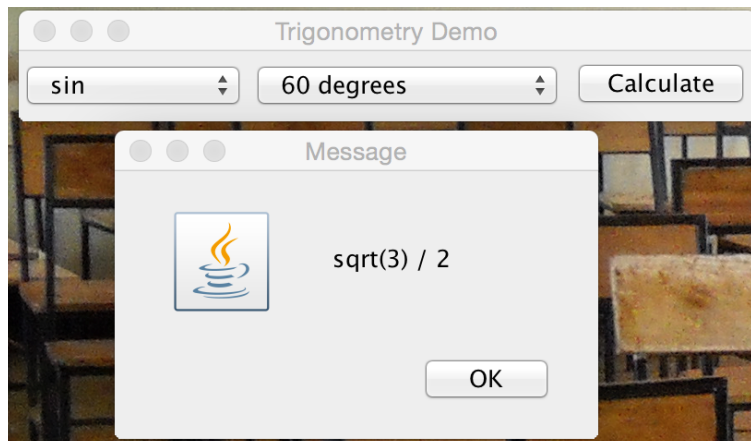 Trigonometry Demo
sin 60 degrees Calculate
Message
sqrt(3) / 2
OK